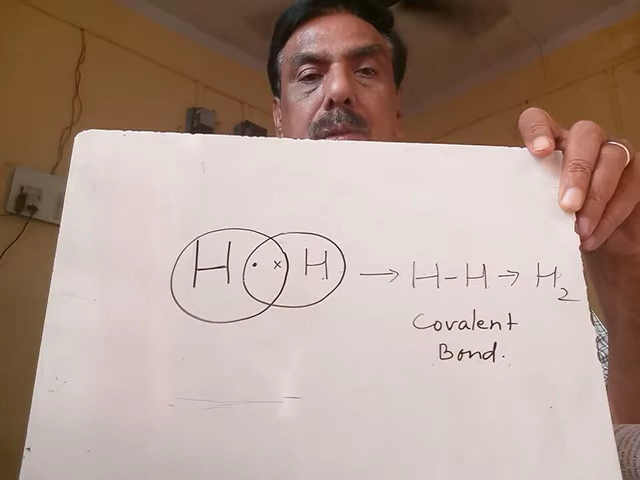 H · x H → H-H → H₂
Covalent
Bond.